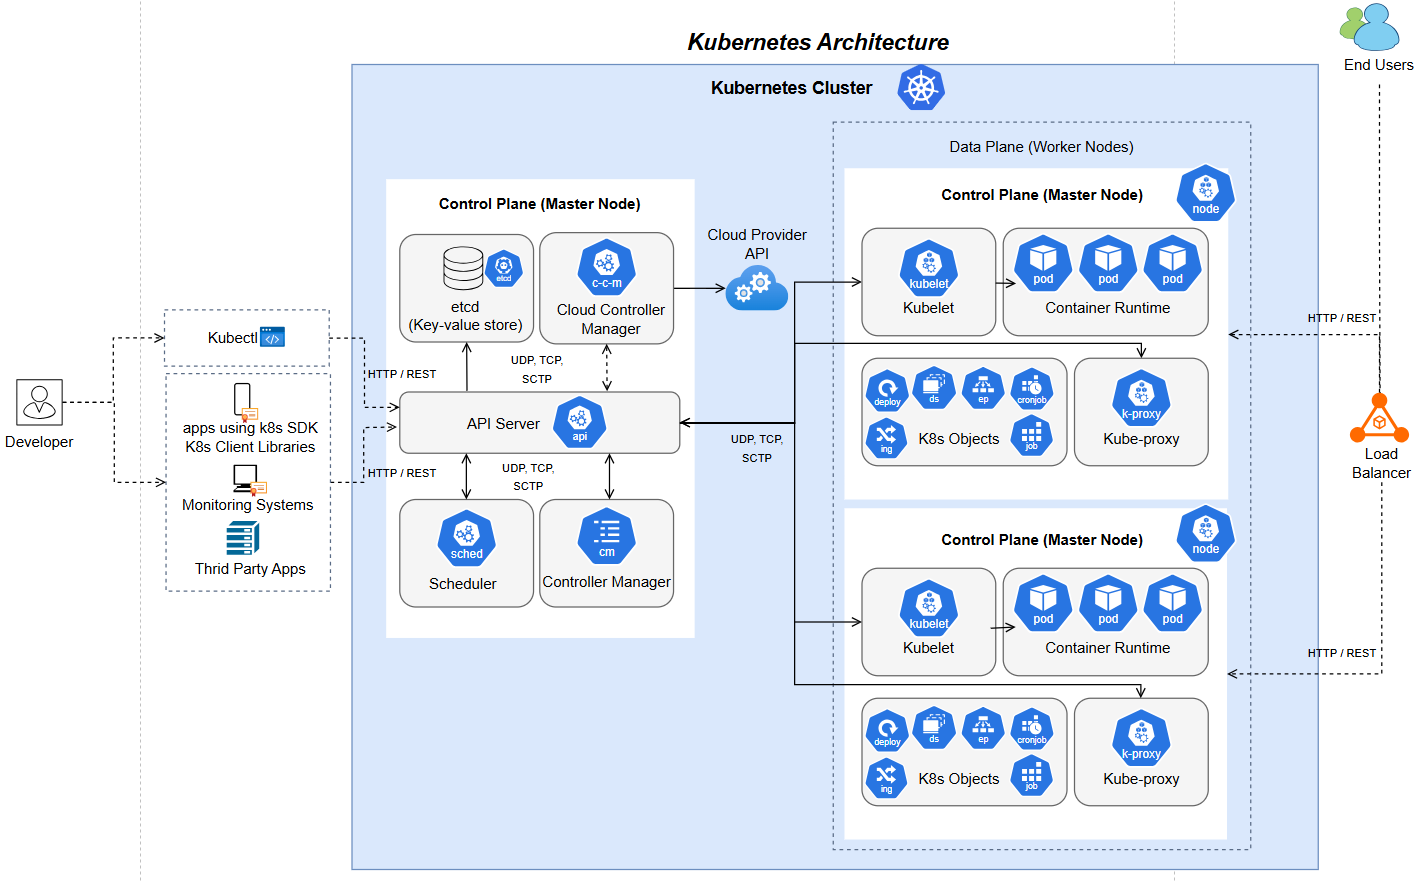 Kubernetes Architecture
End Users
Kubernetes Cluster
Data Plane (Worker Nodes)
Control Plane (Master Node)
etcd
etcd
(Key-value store)
c-c-m
Cloud Controller
Manager
Cloud Provider
API
UDP, TCP,
SCTP
API Server
api
UDP, TCP,
SCTP
sched
Scheduler
cm
Controller Manager
Developer
Kubectl
apps using k8s SDK
K8s Client Libraries
Monitoring Systems
Thrid Party Apps
HTTP / REST
HTTP / REST
UDP, TCP,
SCTP
Control Plane (Master Node)
node
kubelet
Kubelet
pod
pod
pod
Container Runtime
deploy
ds
ep
cronjob
ing
K8s Objects
job
k-proxy
Kube-proxy
Control Plane (Master Node)
node
kubelet
Kubelet
pod
pod
pod
Container Runtime
deploy
ds
ep
cronjob
ing
K8s Objects
job
k-proxy
Kube-proxy
HTTP / REST
Load
Balancer
HTTP / REST